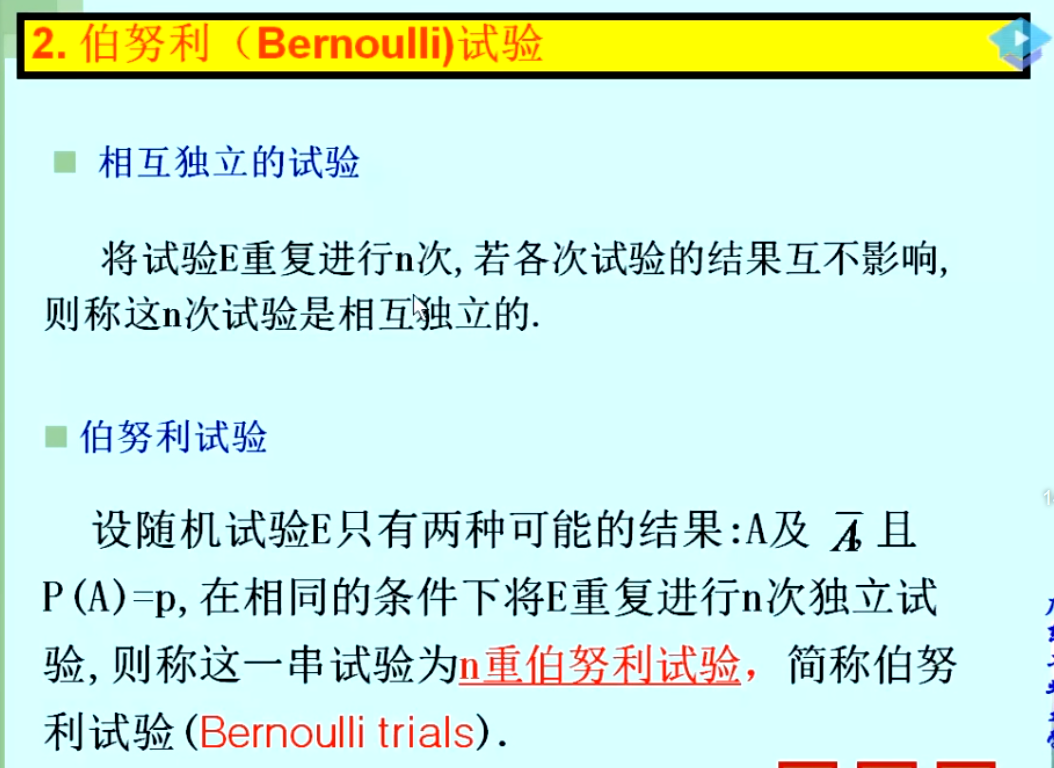 2. 伯努利（Bernoulli)试验
相互独立的试验
将试验E重复进行n次,若各次试验的结果互不影响,
则称这n次试验是相互独立的.
伯努利试验
设随机试验E只有两种可能的结果:A及 A̅, 且
P(A)=p,在相同的条件下将E重复进行n次独立试
验,则称这一串试验为n重伯努利试验，简称伯努
利试验(Bernoulli trials).